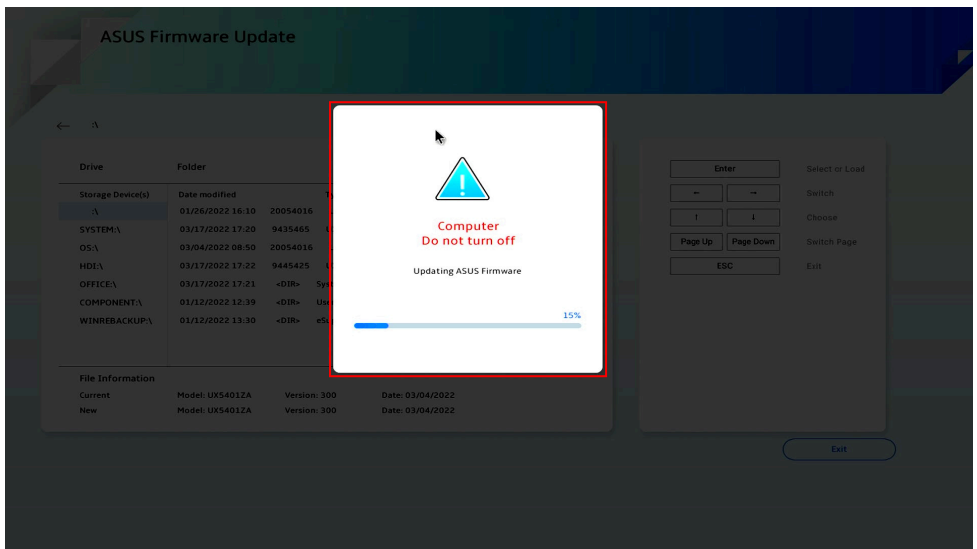 ASUS Firmware Update
← :\
Drive Folder
Storage Device(s) Date modified
:\ 01/26/2022 16:10 20054016
SYSTEM:\ 03/17/2022 17:20 9435465
OS:\ 03/04/2022 08:50 20054016
HDI:\ 03/17/2022 17:22 9445425
OFFICE:\ 03/17/2022 17:21 <DIR>
COMPONENT:\ 01/12/2022 12:39 <DIR>
WINREBACKUP:\ 01/12/2022 13:30 <DIR>
File Information
Current Model: UX5401ZA Version: 300 Date: 03/04/2022
New Model: UX5401ZA Version: 300 Date: 03/04/2022
!
Computer
Do not turn off
Updating ASUS Firmware
15%
Enter Select or Load
← → Switch
↑ ↓ Choose
Page Up Page Down Switch Page
ESC Exit
Exit